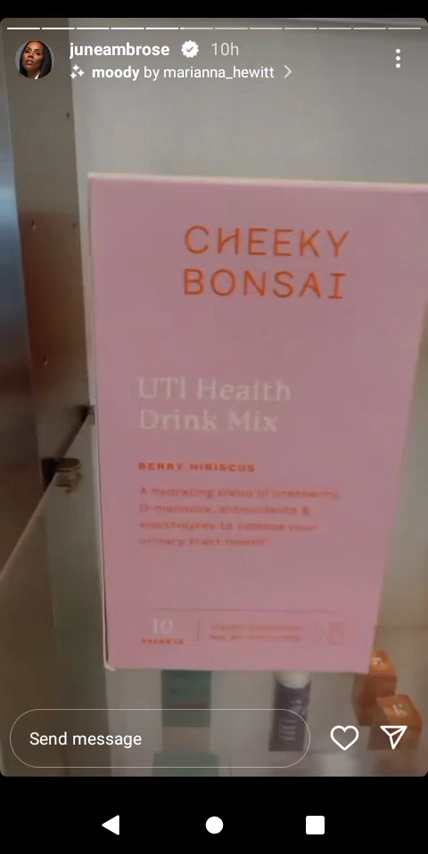 juneambrose 10h
moody by marianna_hewitt
CHEEKY
BONSAI
UTI Health
Drink Mix
BERRY HIBISCUS
A hydrating blend of cranberry,
D-mannose, antioxidants &
electrolytes to balance your
urinary tract health*
10
PACKETS
Send message